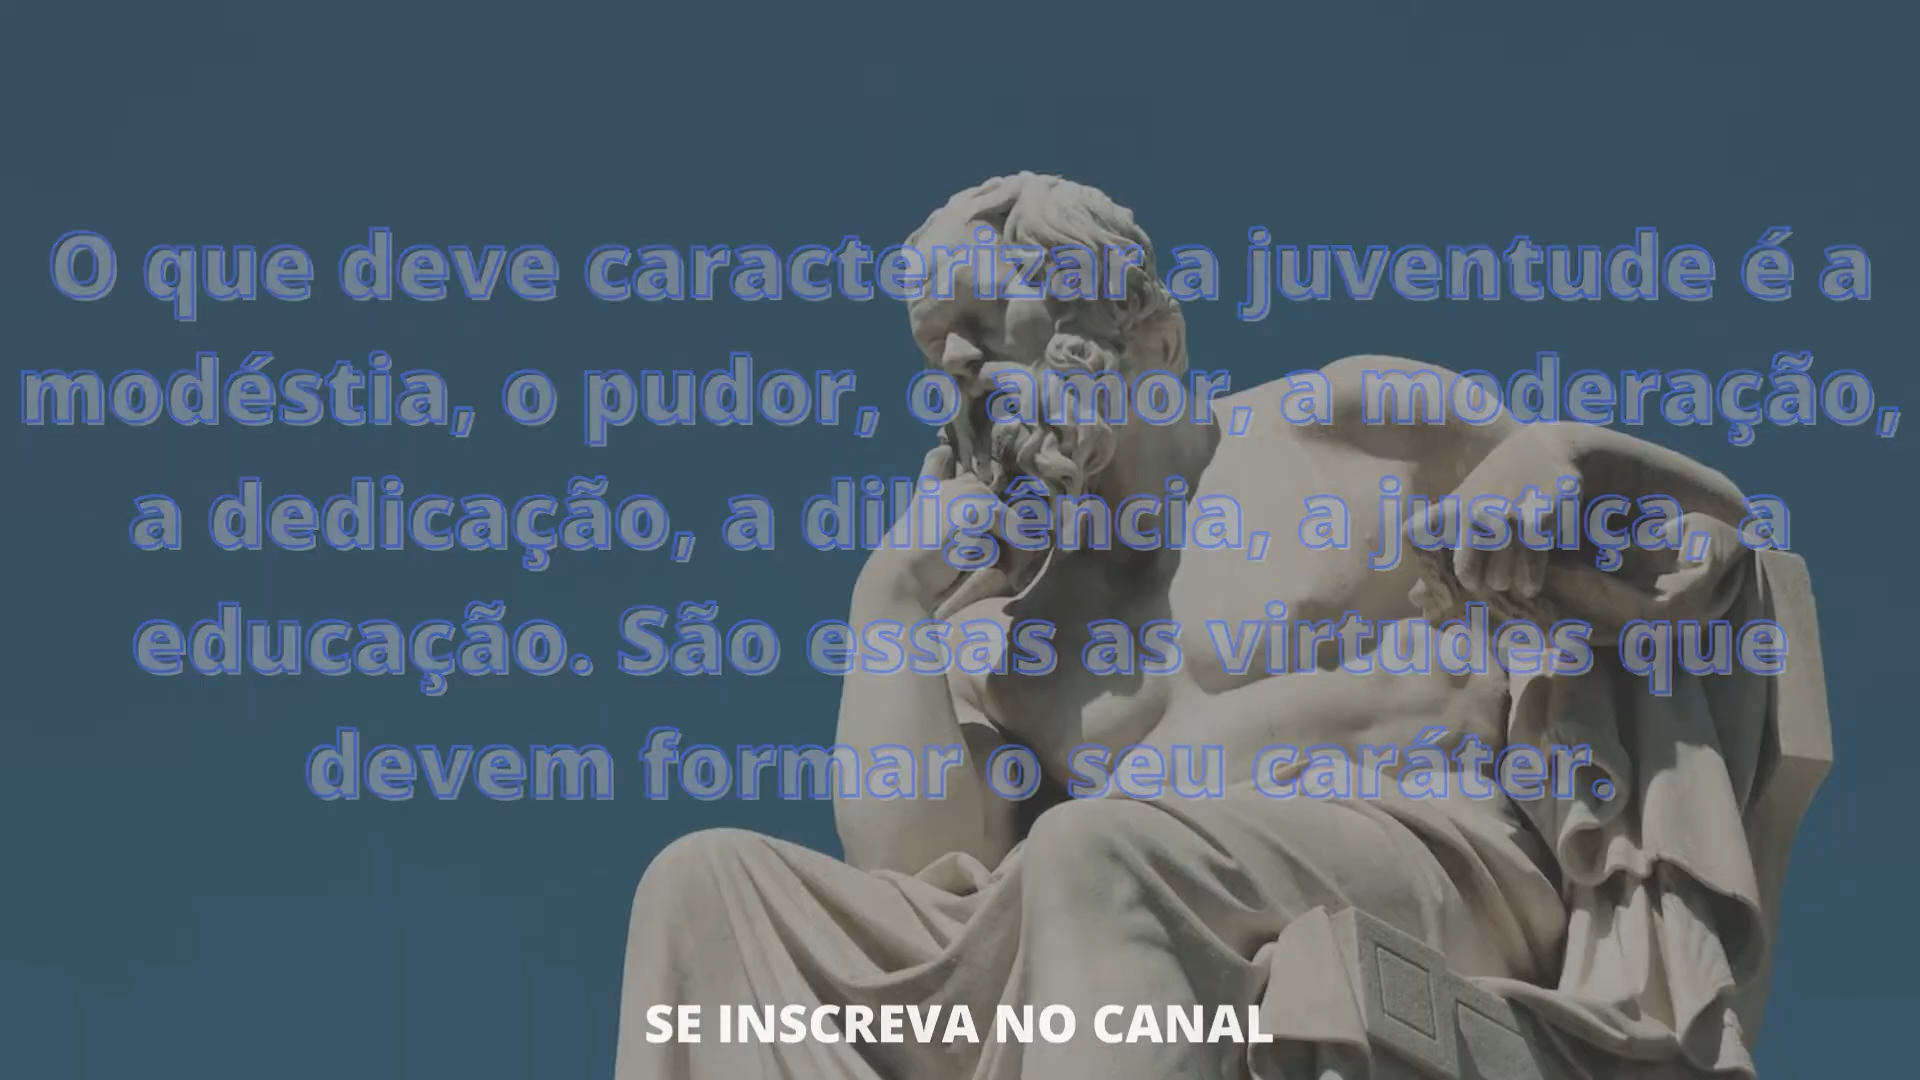 O que deve caracterizar a juventude é a
modéstia, o pudor, o amor, a moderação,
a dedicação, a diligência, a justiça, a
educação. São essas as virtudes que
devem formar o seu caráter.
SE INSCREVA NO CANAL